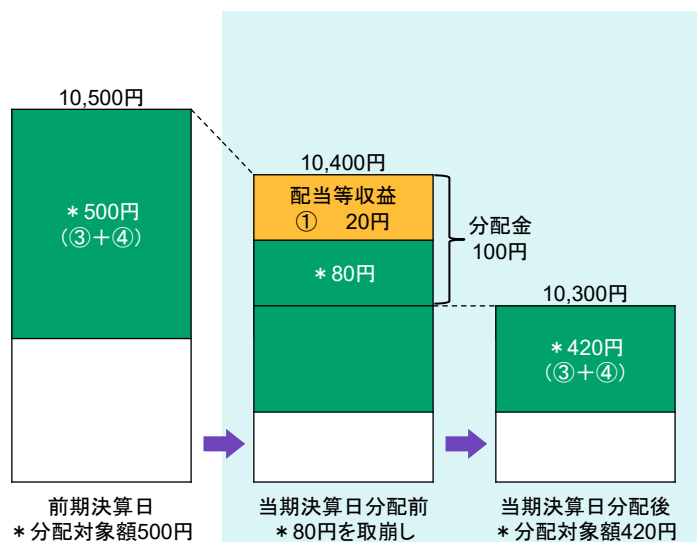 10,500円
＊500円
(③＋④)
前期決算日
＊分配対象額500円
10,400円
配当等収益
① 20円
＊80円
分配金
100円
当期決算日分配前
＊80円を取崩し
10,300円
＊420円
(③＋④)
当期決算日分配後
＊分配対象額420円